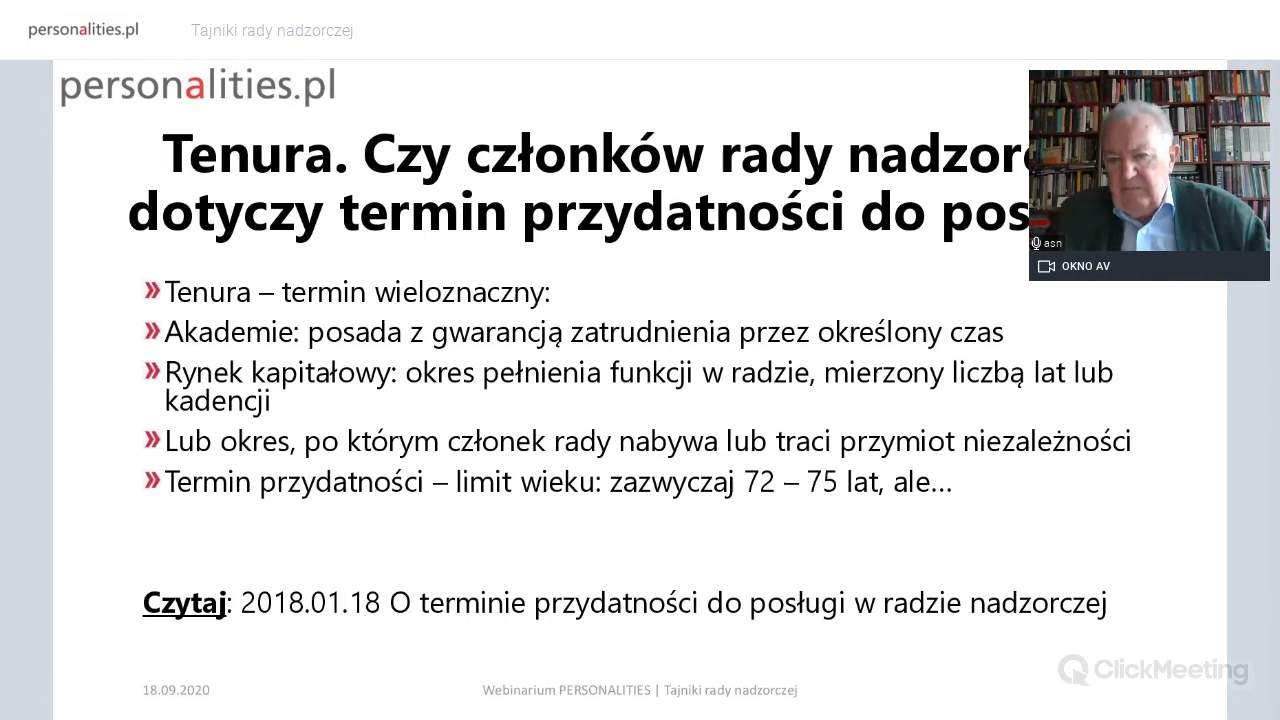 personalities.pl
Tajniki rady nadzorczej
personalities.pl
Tenura. Czy członków rady
dotyczy termin przydatności do
asn
OKNO AV
» Tenura – termin wieloznaczny:
» Akademie: posada z gwarancją zatrudnienia przez określony czas
» Rynek kapitałowy: okres pełnienia funkcji w radzie, mierzony liczbą lat lub
kadencji
» Lub okres, po którym członek rady nabywa lub traci przymiot niezależności
» Termin przydatności – limit wieku: zazwyczaj 72 – 75 lat, ale…
Czytaj: 2018.01.18 O terminie przydatności do posługi w radzie nadzorczej
ClickMeeting
18.09.2020
Webinarium PERSONALITIES | Tajniki rady nadzorczej